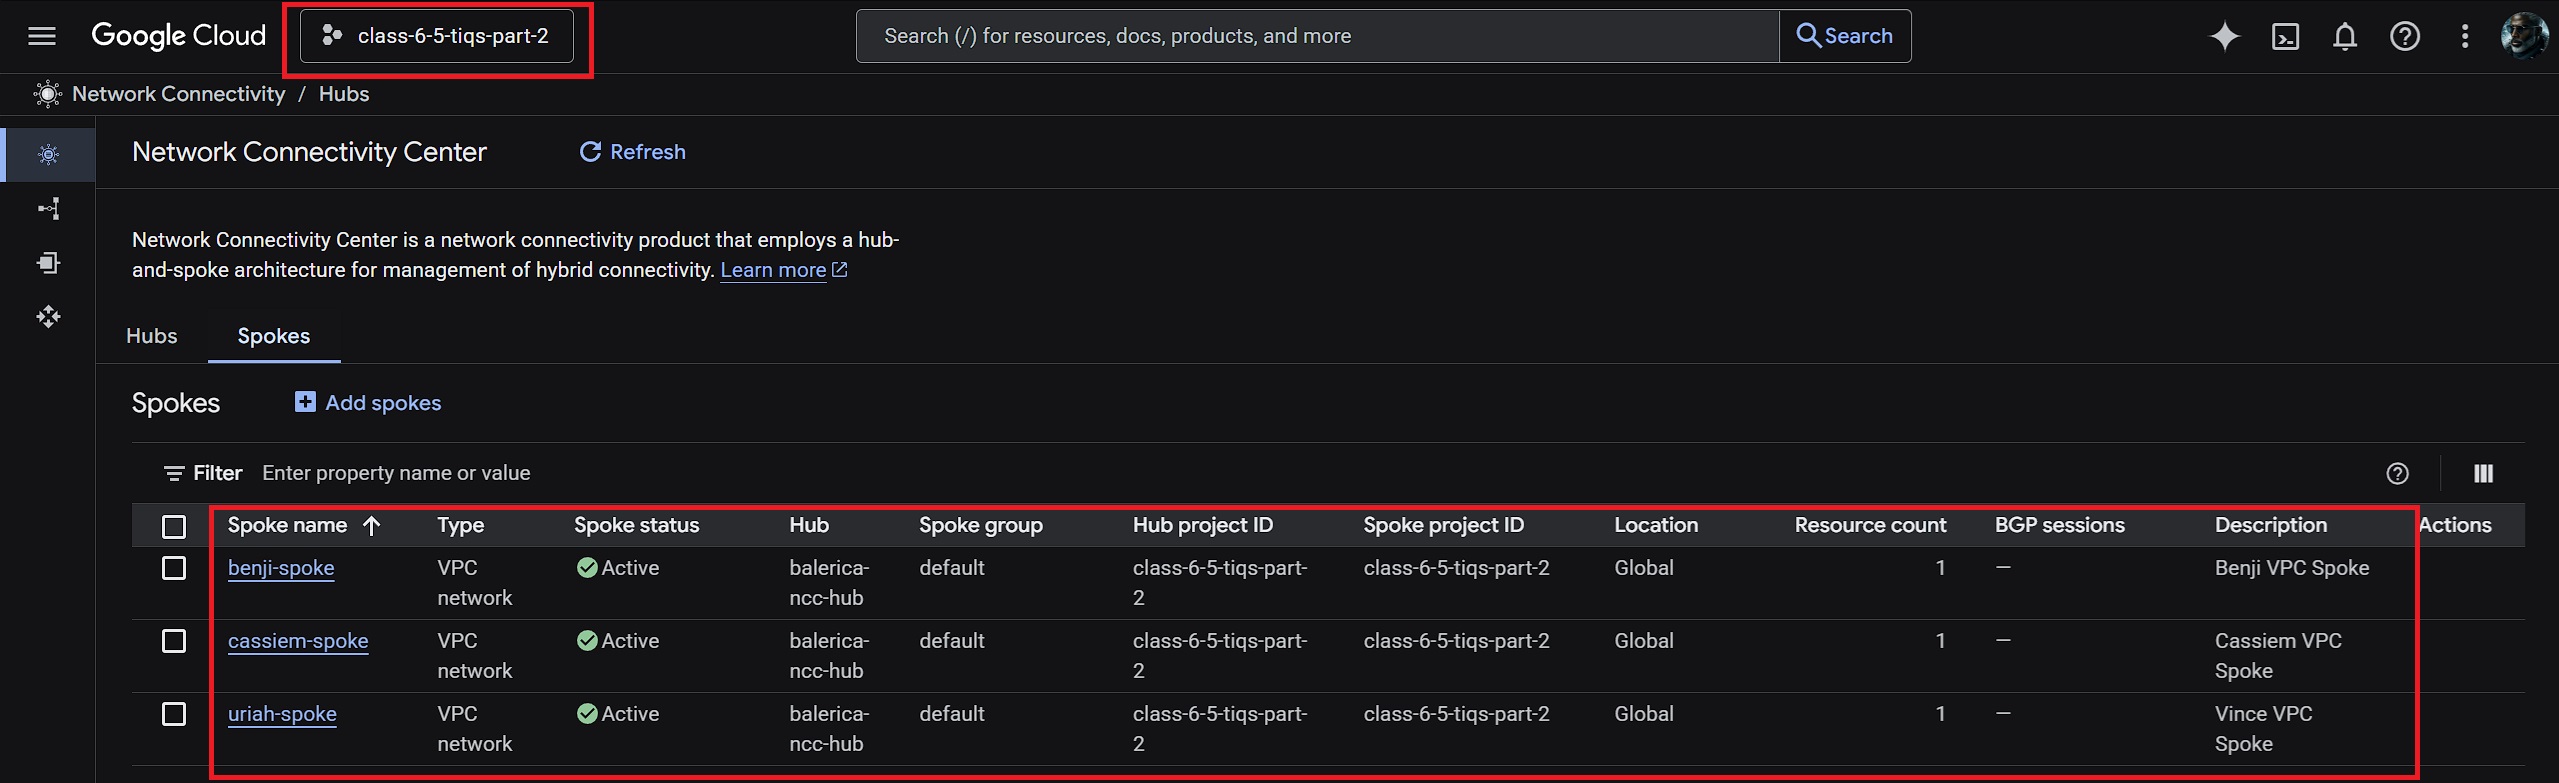 Google Cloud
class-6-5-tiqs-part-2
Search (/) for resources, docs, products, and more
Search
Network Connectivity / Hubs
Network Connectivity Center
Refresh
Network Connectivity Center is a network connectivity product that employs a hub-
and-spoke architecture for management of hybrid connectivity. Learn more
Hubs
Spokes
Spokes
Add spokes
Filter Enter property name or value
Spoke name Type Spoke status Hub Spoke group Hub project ID Spoke project ID Location Resource count BGP sessions Description Actions
benji-spoke VPC Active balerica- default class-6-5-tiqs-part- class-6-5-tiqs-part-2 Global 1 — Benji VPC Spoke
network ncc-hub 2
cassiem-spoke VPC Active balerica- default class-6-5-tiqs-part- class-6-5-tiqs-part-2 Global 1 — Cassiem VPC
network ncc-hub 2 Spoke
uriah-spoke VPC Active balerica- default class-6-5-tiqs-part- class-6-5-tiqs-part-2 Global 1 — Vince VPC
network ncc-hub 2 Spoke